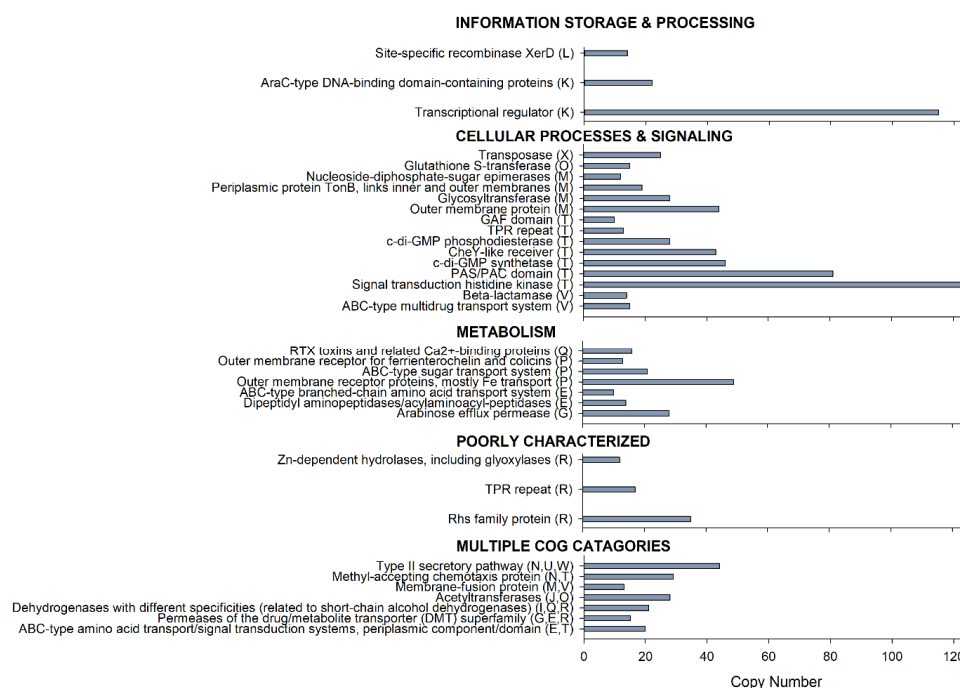 INFORMATION STORAGE & PROCESSING
Site-specific recombinase XerD (L)
AraC-type DNA-binding domain-containing proteins (K)
Transcriptional regulator (K)
CELLULAR PROCESSES & SIGNALING
Transposase (X)
Glutathione S-transferase (O)
Nucleoside-diphosphate-sugar epimerases (M)
Periplasmic protein TonB, links inner and outer membranes (M)
Glycosyltransferase (M)
Outer membrane protein (M)
GAF domain (T)
TPR repeat (T)
c-di-GMP phosphodiesterase (T)
CheY-like receiver (T)
c-di-GMP synthetase (T)
PAS/PAC domain (T)
Signal transduction histidine kinase (T)
Beta-lactamase (V)
ABC-type multidrug transport system (V)
METABOLISM
RTX toxins and related Ca2+-binding proteins (Q)
Outer membrane receptor for ferrienterochelin and colicins (P)
ABC-type sugar transport system (P)
Outer membrane receptor proteins, mostly Fe transport (P)
ABC-type branched-chain amino acid transport system (E)
Dipeptidyl aminopeptidases/acylaminoacyl-peptidases (E)
Arabinose efflux permease (G)
POORLY CHARACTERIZED
Zn-dependent hydrolases, including glyoxylases (R)
TPR repeat (R)
Rhs family protein (R)
MULTIPLE COG CATAGORIES
Type II secretory pathway (N,U,W)
Methyl-accepting chemotaxis protein (N,T)
Membrane-fusion protein (M,V)
Acetyltransferases (J,O)
Dehydrogenases with different specificities (related to short-chain alcohol dehydrogenases) (I,Q,R)
Permeases of the drug/metabolite transporter (DMT) superfamily (G,E,R)
ABC-type amino acid transport/signal transduction systems, periplasmic component/domain (E,T)
0 20 40 60 80 100 120
Copy Number